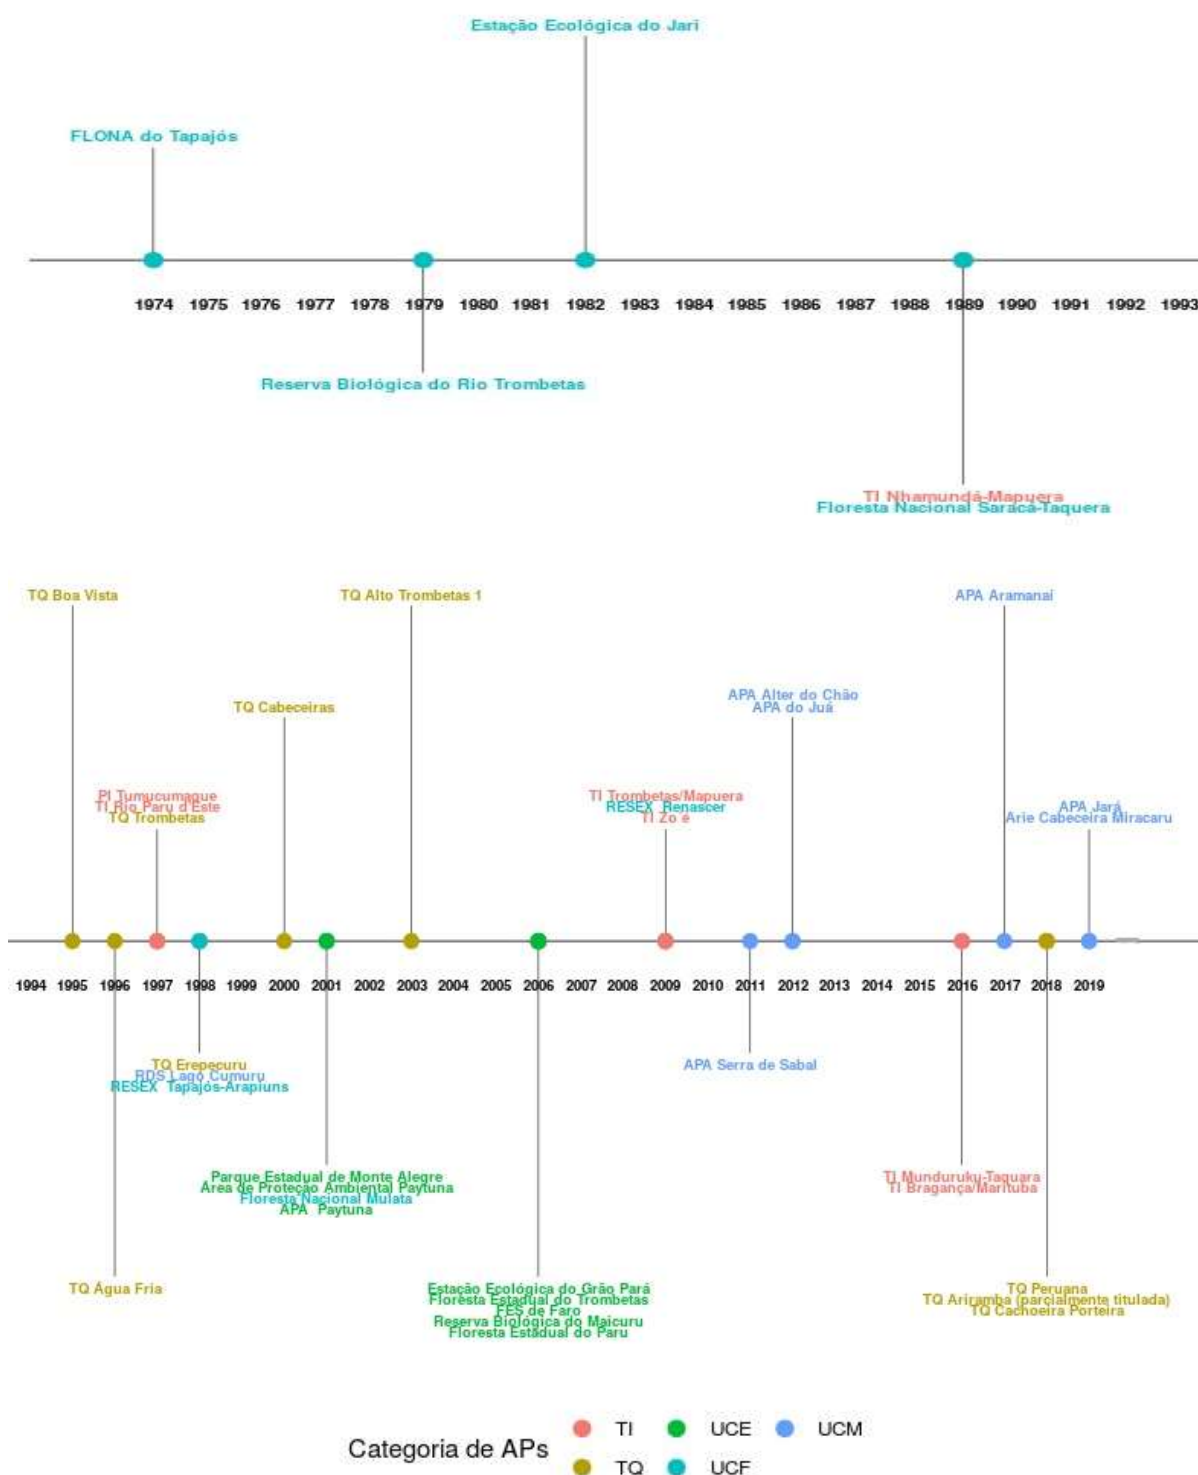 Estação Ecológica do Jari
FLONA do Tapajós
1974 1975 1976 1977 1978 1979 1980 1981 1982 1983 1984 1985 1986 1987 1988 1989 1990 1991 1992 1993
Reserva Biológica do Rio Trombetas
TI Nhamundá-Mapuera
Floresta Nacional Saracá-Taquera
TQ Boa Vista
TQ Alto Trombetas 1
APA Aramanaí
APA Alter do Chão
APA do Juá
TQ Cabeceiras
PI Tumucumaque
TI Rio Paru d'Este
TQ Trombetas
TI Trombetas/Mapuera
RESEX Renascer
TI Zo é
APA Jará
Arie Cabeceira Miracaru
1994 1995 1996 1997 1998 1999 2000 2001 2002 2003 2004 2005 2006 2007 2008 2009 2010 2011 2012 2013 2014 2015 2016 2017 2018 2019
TQ Erepecuru
RDS Lago Cumuru
RESEX Tapajós-Arapiuns
APA Serra de Sabal
Parque Estadual de Monte Alegre
Área de Proteção Ambiental Paytuna
Floresta Nacional Mulata
APA Paytuna
TI Munduruku-Taquara
TI Bragança/Marituba
TQ Água Fria
Estação Ecológica do Grão Pará
Floresta Estadual do Trombetas
FES de Faro
Reserva Biológica do Maicuru
Floresta Estadual do Paru
TQ Peruana
TQ Ariramba (parcialmente titulada)
TQ Cachoeira Porteira
Categoria de APs
TI UCE UCM
TQ UCF